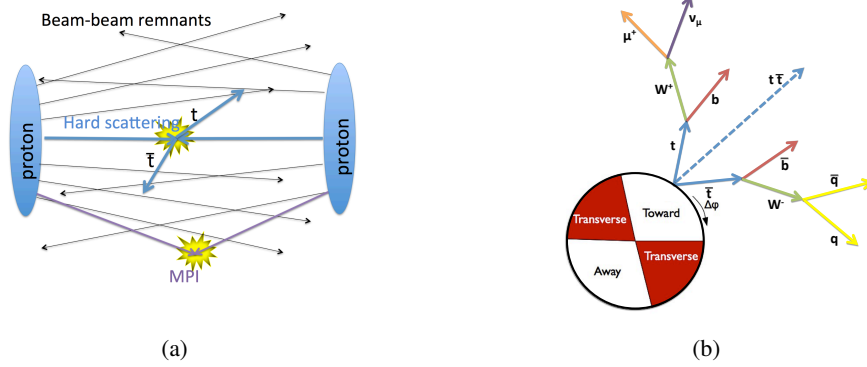 Beam-beam remnants
proton
Hard scattering
t
t̅
proton
MPI
(a)
μ⁺
ν_μ
W⁺
b
t t̅
t
b̅
t̅
Δφ
W⁻
q̅
q
Transverse
Toward
Away
Transverse
(b)